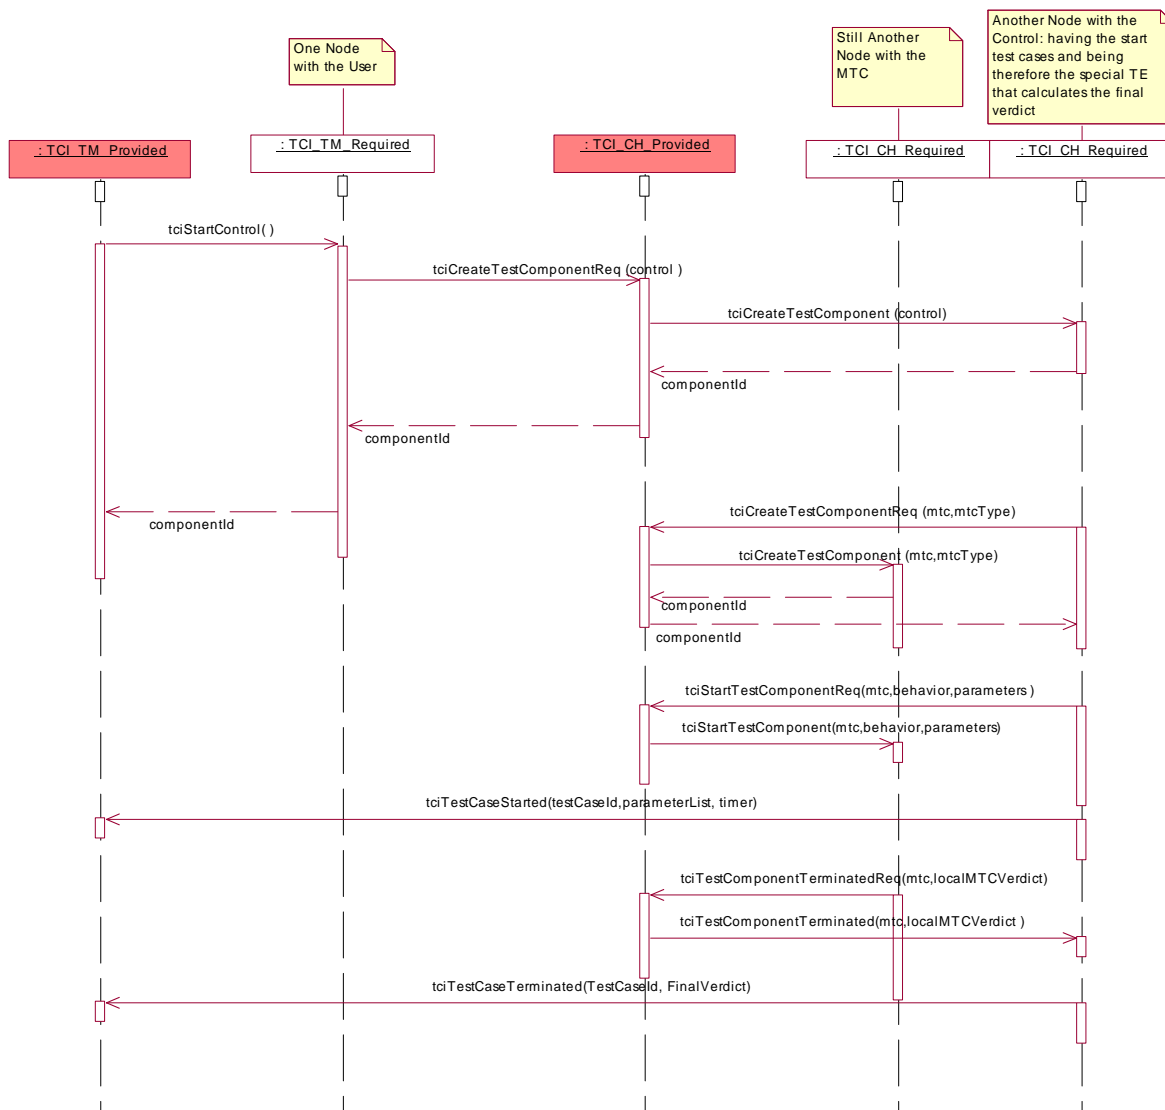 One Node
with the User
Still Another
Node with the
MTC
Another Node with the
Control: having the start
test cases and being
therefore the special TE
that calculates the final
verdict
: TCI_TM_Provided
: TCI_TM_Required
: TCI_CH_Provided
: TCI_CH_Required
: TCI_CH_Required
tciStartControl( )
tciCreateTestComponentReq (control )
tciCreateTestComponent (control)
componentId
componentId
componentId
tciCreateTestComponentReq (mtc,mtcType)
tciCreateTestComponent (mtc,mtcType)
componentId
componentId
tciStartTestComponentReq(mtc,behavior,parameters )
tciStartTestComponent(mtc,behavior,parameters)
tciTestCaseStarted(testCaseId,parameterList, timer)
tciTestComponentTerminatedReq(mtc,localMTCVerdict)
tciTestComponentTerminated(mtc,localMTCVerdict )
tciTestCaseTerminated(TestCaseId, FinalVerdict)